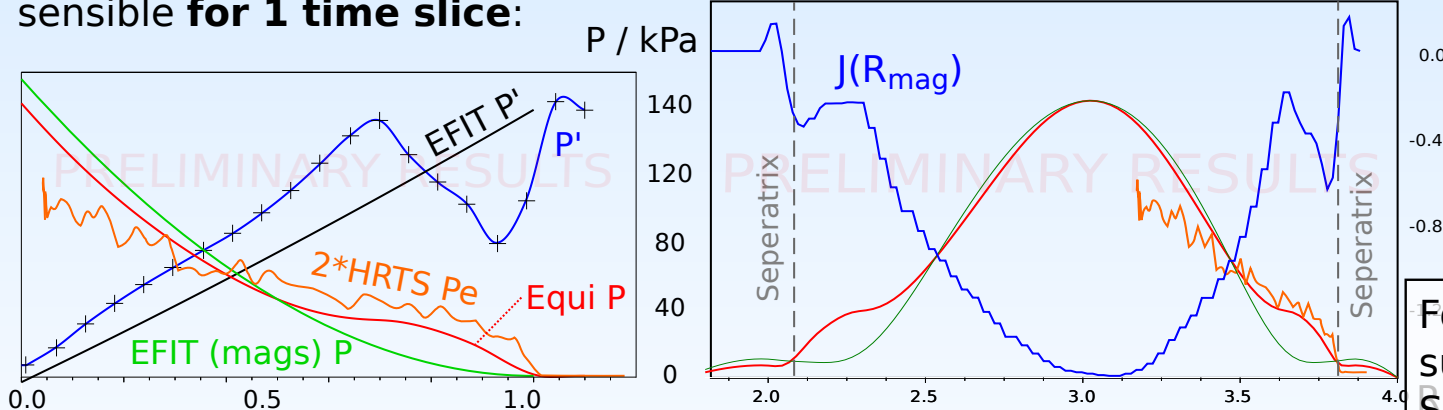 sensible for 1 time slice:
P / kPa
140
120
80
40
0
0.0 0.5 1.0
EFIT P'
P'
PRELIMINARY RESULTS
2*HRTS Pe
Equi P
EFIT (mags) P
J(Rmag)
PRELIMINARY RESULTS
Seperatrix
Seperatrix
2.0 2.5 3.0 3.5 4.0
0.0
-0.4
-0.8